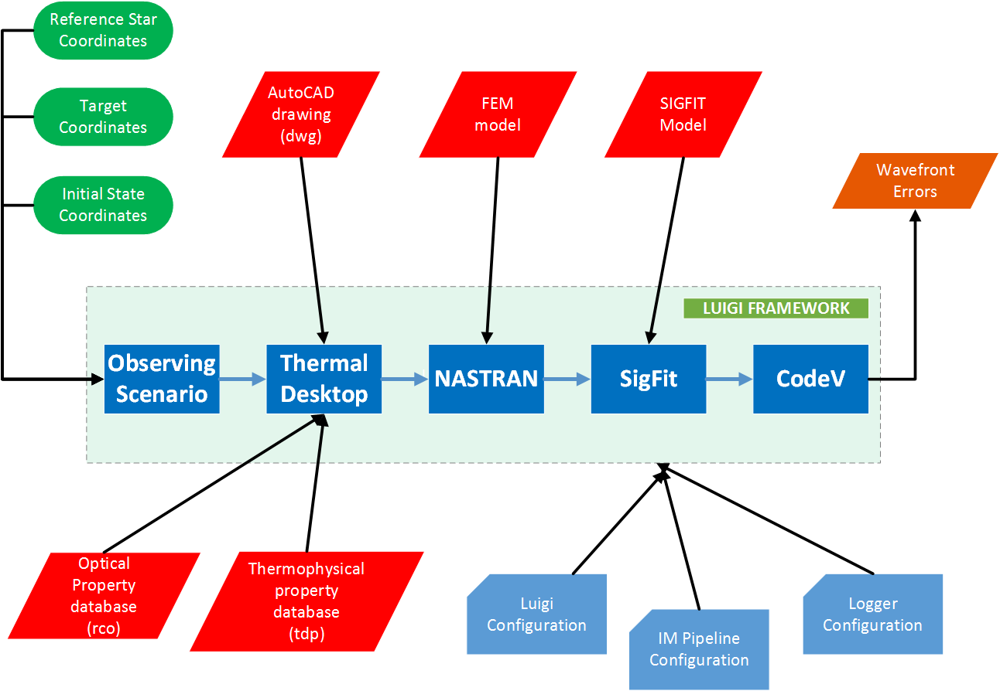 Reference Star
Coordinates
Target
Coordinates
Initial State
Coordinates
AutoCAD
drawing
(dwg)
FEM
model
SIGFIT
Model
Wavefront
Errors
LUIGI FRAMEWORK
Observing
Scenario
Thermal
Desktop
NASTRAN
SigFit
CodeV
Optical
Property
database
(rco)
Thermophysical
property
database
(tdp)
Luigi
Configuration
IM Pipeline
Configuration
Logger
Configuration